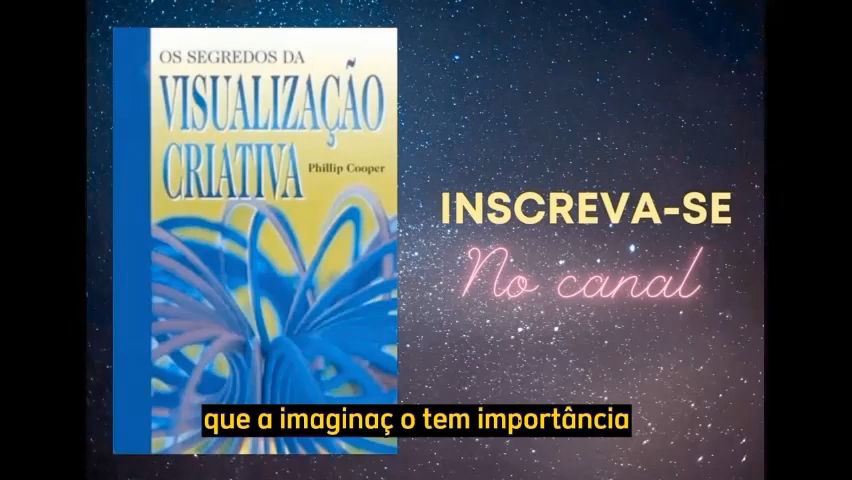 OS SEGREDOS DA
VISUALIZAÇÃO
CRIATIVA
Phillip Cooper
INSCREVA-SE
No canal
que a imaginaç o tem importância